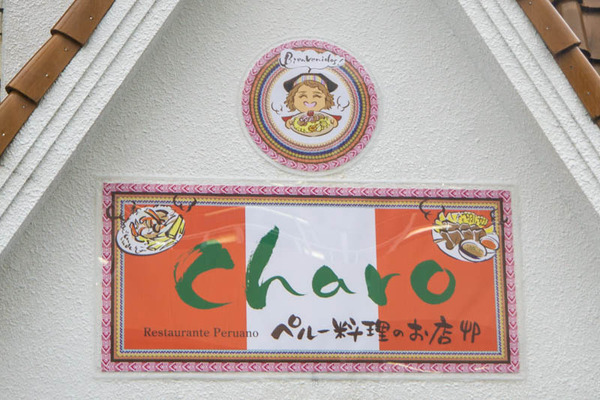 ¡Bienvenidos!
Charo
Restaurante Peruano ペルー料理のお店